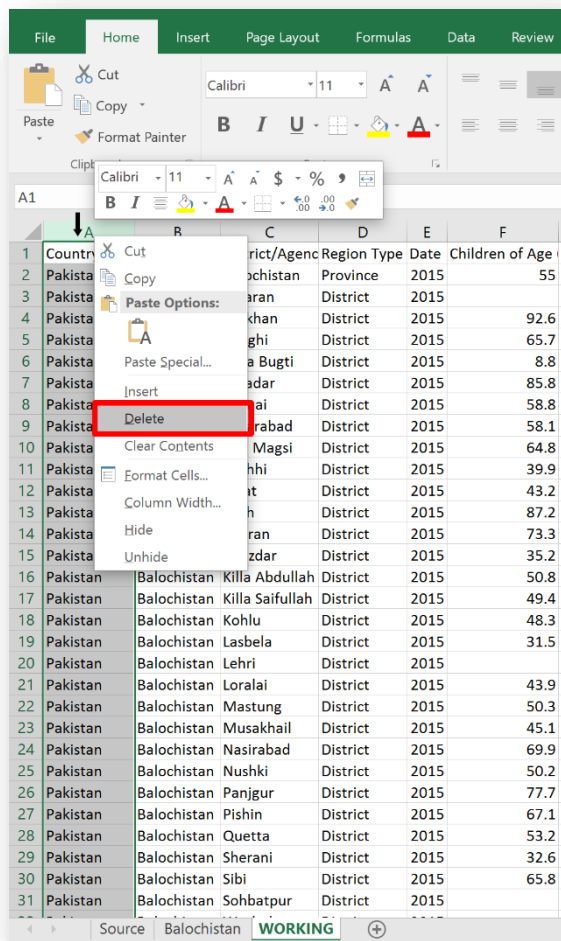 File Home Insert Page Layout Formulas Data Review
Cut
Copy
Paste
Format Painter
Calibri 11 A A
B I U A
Calibri 11 A A $ % ,
B I A .00 .00
A1
A B C D E F
1 Country rict/Agenc Region Type Date Children of Age
2 Pakista ochistan Province 2015 55
3 Pakista aran District 2015
4 Pakista khan District 2015 92.6
5 Pakista ghi District 2015 65.7
6 Pakista a Bugti District 2015 8.8
7 Pakista adar District 2015 85.8
8 Pakista ai District 2015 58.8
9 Pakista rabad District 2015 58.1
10 Pakista Magsi District 2015 64.8
11 Pakista hhi District 2015 39.9
12 Pakista at District 2015 43.2
13 Pakista h District 2015 87.2
14 Pakista ran District 2015 73.3
15 Pakista zdar District 2015 35.2
Cut
Copy
Paste Options:
A
Paste Special...
Insert
Delete
Clear Contents
Format Cells...
Column Width...
Hide
Unhide
16 Pakistan Balochistan Killa Abdullah District 2015 50.8
17 Pakistan Balochistan Killa Saifullah District 2015 49.4
18 Pakistan Balochistan Kohlu District 2015 48.3
19 Pakistan Balochistan Lasbela District 2015 31.5
20 Pakistan Balochistan Lehri District 2015
21 Pakistan Balochistan Loralai District 2015 43.9
22 Pakistan Balochistan Mastung District 2015 50.3
23 Pakistan Balochistan Musakhail District 2015 45.1
24 Pakistan Balochistan Nasirabad District 2015 69.9
25 Pakistan Balochistan Nushki District 2015 50.2
26 Pakistan Balochistan Panjgur District 2015 77.7
27 Pakistan Balochistan Pishin District 2015 67.1
28 Pakistan Balochistan Quetta District 2015 53.2
29 Pakistan Balochistan Sherani District 2015 32.6
30 Pakistan Balochistan Sibi District 2015 65.8
31 Pakistan Balochistan Sohbatpur District 2015
Source Balochistan WORKING